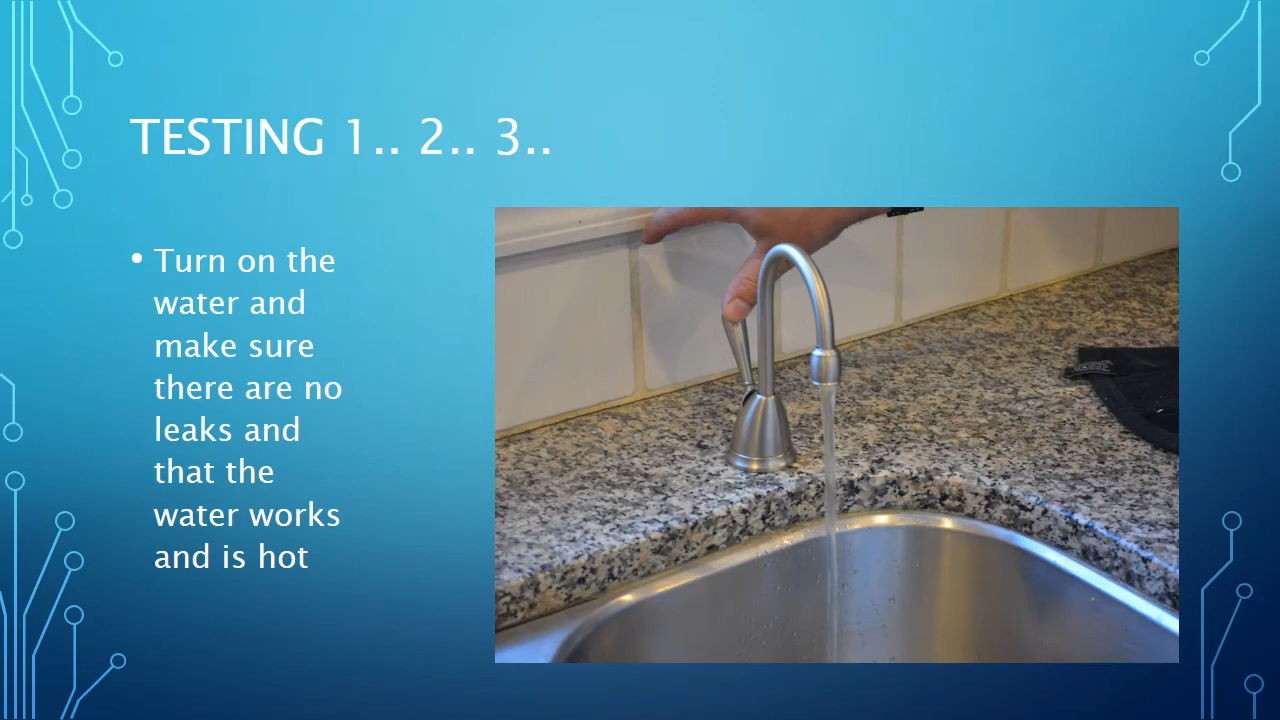 TESTING 1.. 2.. 3..
• Turn on the
water and
make sure
there are no
leaks and
that the
water works
and is hot